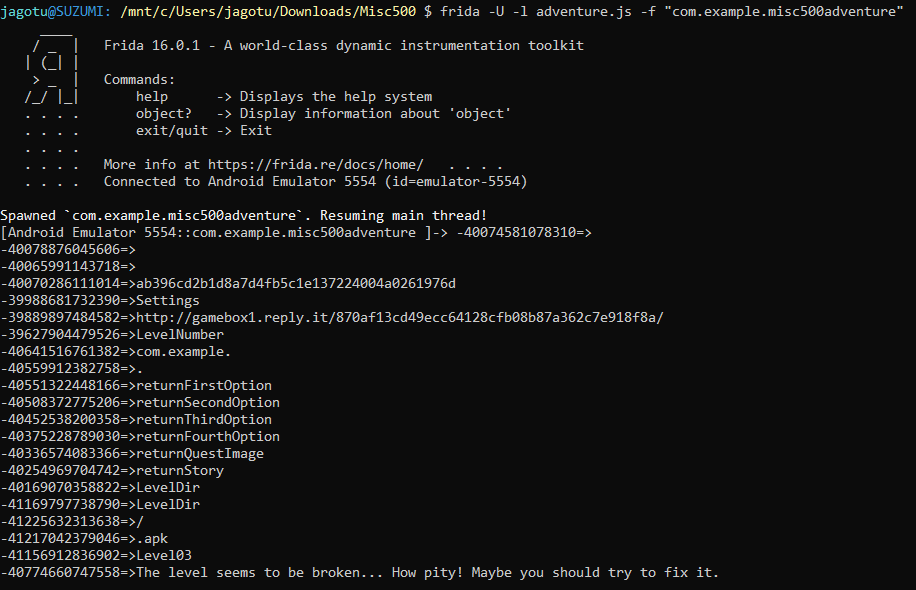 jagotu@SUZUMI: /mnt/c/Users/jagotu/Downloads/Misc500 $ frida -U -l adventure.js -f "com.example.misc500adventure"
     ____
    / _  |   Frida 16.0.1 - A world-class dynamic instrumentation toolkit
   | (_| |
    > _  |   Commands:
   /_/ |_|       help      -> Displays the help system
   . . . .       object?   -> Display information about 'object'
   . . . .       exit/quit -> Exit
   . . . .
   . . . .   More info at https://frida.re/docs/home/   . . . .
   . . . .   Connected to Android Emulator 5554 (id=emulator-5554)
Spawned `com.example.misc500adventure`. Resuming main thread!
[Android Emulator 5554::com.example.misc500adventure ]-> -40074581078310=>
-40078876045606=>
-40065991143718=>
-40070286111014=>ab396cd2b1d8a7d4fb5c1e137224004a0261976d
-39988681732390=>Settings
-39889897484582=>http://gamebox1.reply.it/870af13cd49ecc64128cfb08b87a362c7e918f8a/
-39627904479526=>LevelNumber
-40641516761382=>com.example.
-40559912382758=>.
-40551322448166=>returnFirstOption
-40508372775206=>returnSecondOption
-40452538200358=>returnThirdOption
-40375228789030=>returnFourthOption
-40336574083366=>returnQuestImage
-40254969704742=>returnStory
-40169070358822=>LevelDir
-41169797738790=>LevelDir
-41225632313638=>/
-41217042379046=>.apk
-41156912836902=>Level03
-40774660747558=>The level seems to be broken... How pity! Maybe you should try to fix it.